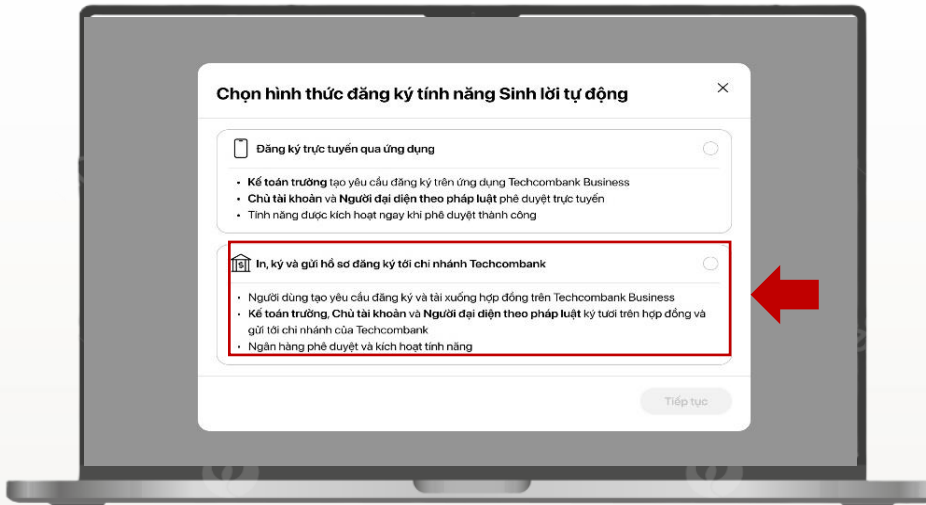 Chọn hình thức đăng ký tính năng Sinh lời tự động
Đăng ký trực tuyến qua ứng dụng
• Kế toán trưởng tạo yêu cầu đăng ký trên ứng dụng Techcombank Business
• Chủ tài khoản và Người đại diện theo pháp luật phê duyệt trực tuyến
• Tính năng được kích hoạt ngay khi phê duyệt thành công
In, ký và gửi hồ sơ đăng ký tới chi nhánh Techcombank
• Người dùng tạo yêu cầu đăng ký và tải xuống hợp đồng trên Techcombank Business
• Kế toán trưởng, Chủ tài khoản và Người đại diện theo pháp luật ký tươi trên hợp đồng và
gửi tới chi nhánh của Techcombank
• Ngân hàng phê duyệt và kích hoạt tính năng
Tiếp tục